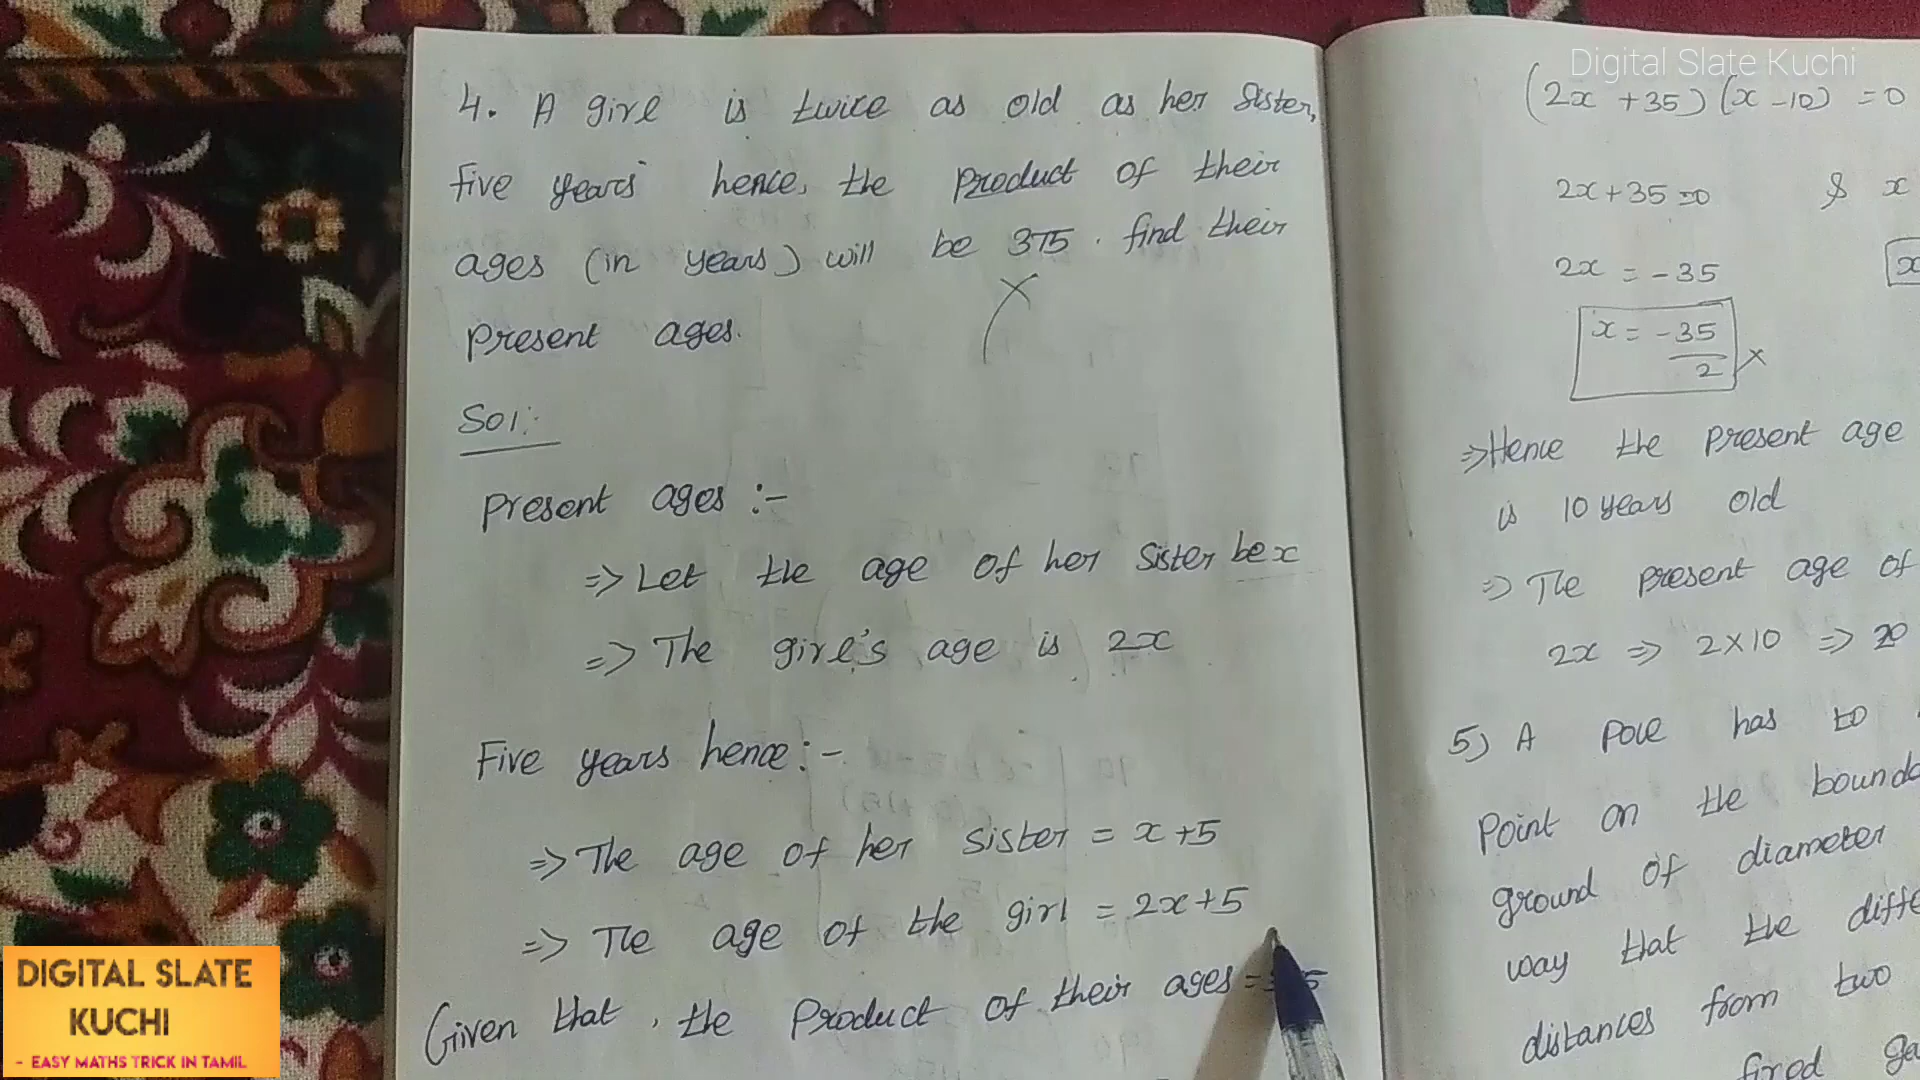 4. A girl is twice as old as her Sister,
Five years hence, the product of their
ages (in years) will be 375. find their
present ages.
Sol:-
Present ages :-
=> Let the age of her Sister be x
=> The girl's age is 2x
Five years hence :-
=> The age of her sister = x+5
=> The age of the girl = 2x+5
Given that, the Product of their ages =
Digital Slate Kuchi
(2x +35) (x -10) = 0
2x+35=0 & x
2x = -35
x
x = -35
2
=> Hence the present age
is 10 years old
=> The present age of
2x => 2x10 => 20
5) A pole has to
Point on the
ground of diameter
way that the
distances from two
DIGITAL SLATE
KUCHI
- EASY MATHS TRICK IN TAMIL